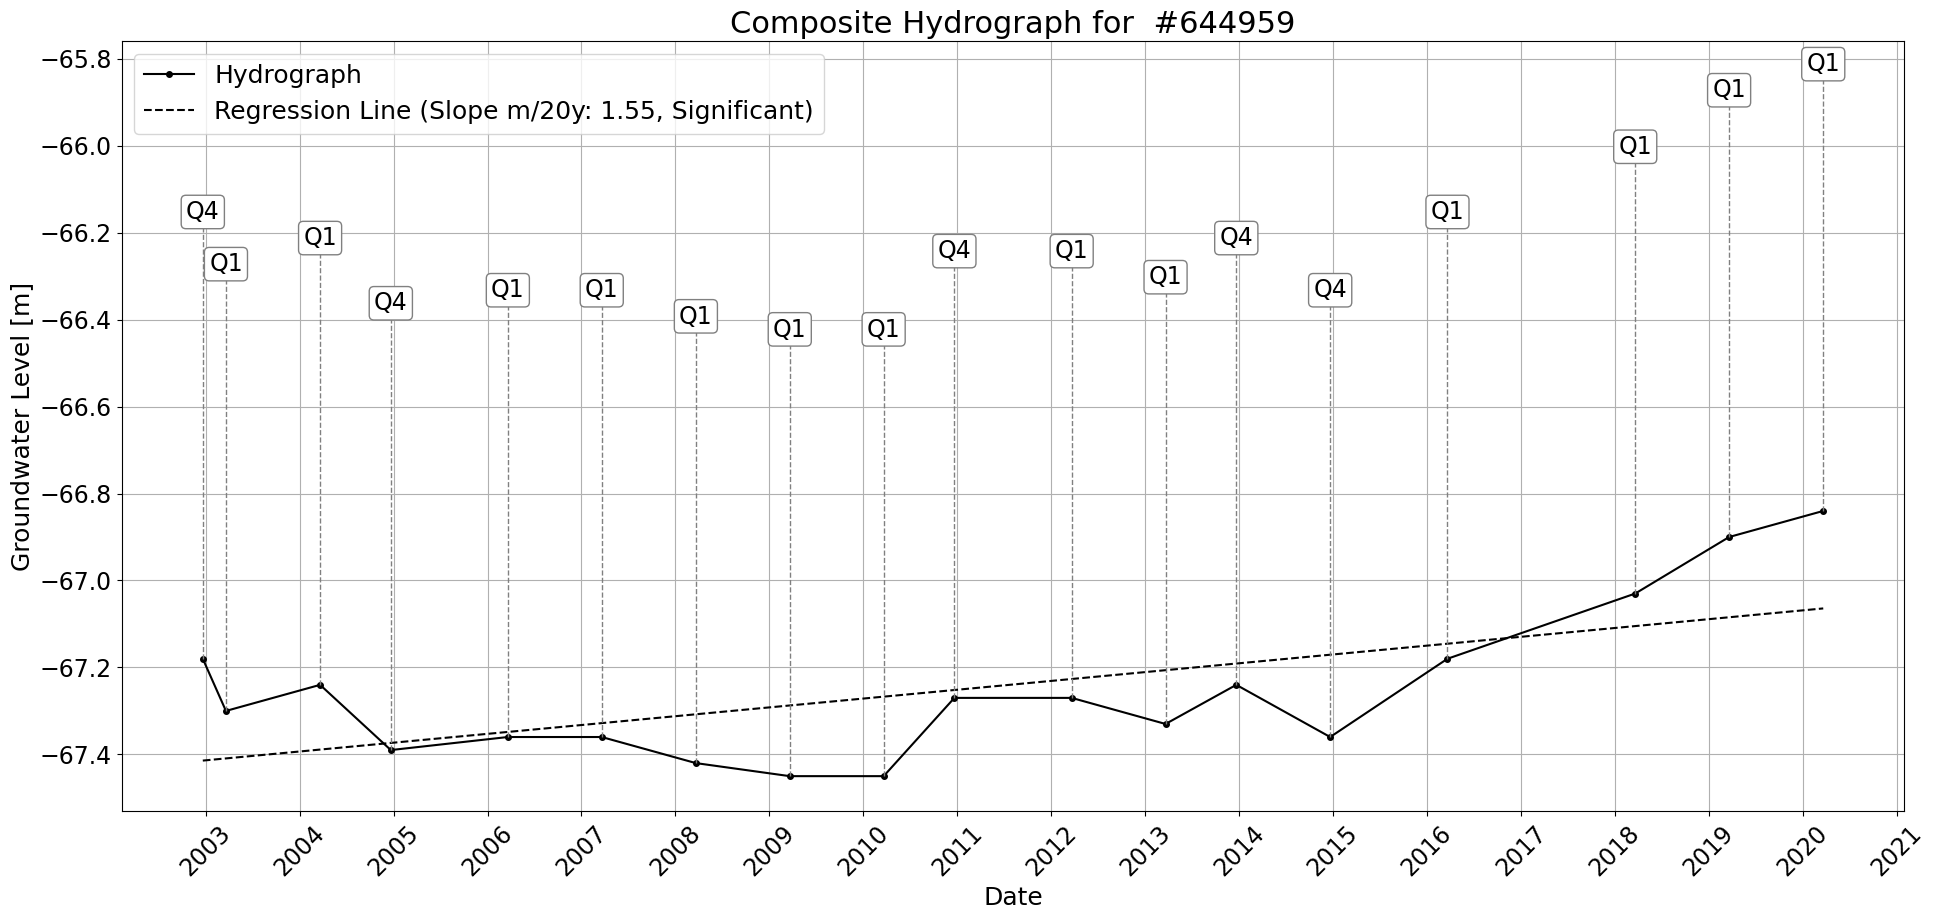 Composite Hydrograph for  #644959
Hydrograph
Regression Line (Slope m/20y: 1.55, Significant)
Groundwater Level [m]
−65.8
−66.0
−66.2
−66.4
−66.6
−66.8
−67.0
−67.2
−67.4
Q4
Q1
Q1
Q4
Q1
Q1
Q1
Q1
Q1
Q4
Q1
Q1
Q4
Q4
Q1
Q1
Q1
Q1
2003
2004
2005
2006
2007
2008
2009
2010
2011
2012
2013
2014
2015
2016
2017
2018
2019
2020
2021
Date